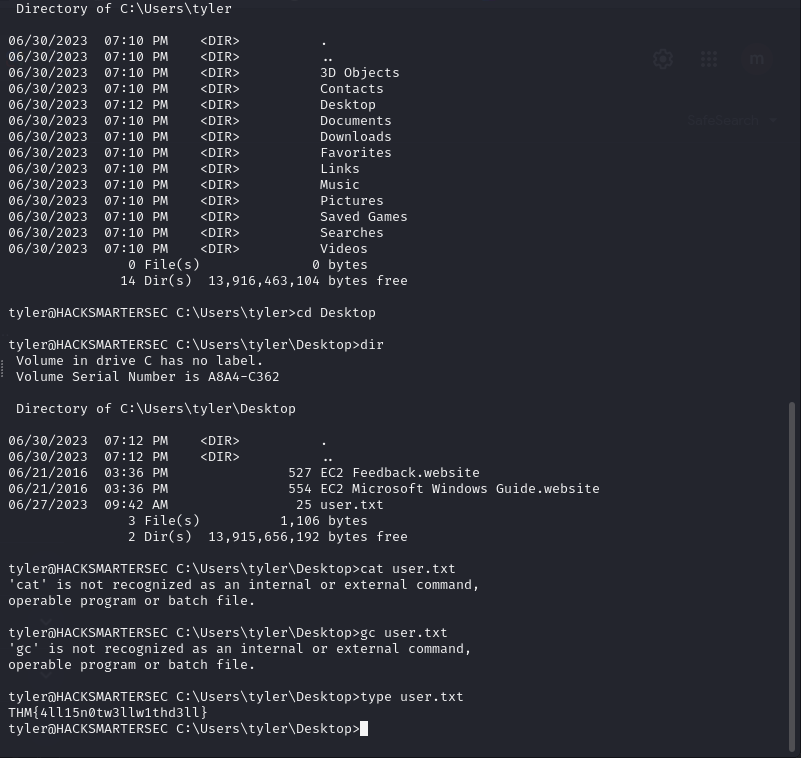 Directory of C:\Users\tyler
06/30/2023  07:10 PM    <DIR>          .
06/30/2023  07:10 PM    <DIR>          ..
06/30/2023  07:10 PM    <DIR>          3D Objects
06/30/2023  07:10 PM    <DIR>          Contacts
06/30/2023  07:12 PM    <DIR>          Desktop
06/30/2023  07:10 PM    <DIR>          Documents
06/30/2023  07:10 PM    <DIR>          Downloads
06/30/2023  07:10 PM    <DIR>          Favorites
06/30/2023  07:10 PM    <DIR>          Links
06/30/2023  07:10 PM    <DIR>          Music
06/30/2023  07:10 PM    <DIR>          Pictures
06/30/2023  07:10 PM    <DIR>          Saved Games
06/30/2023  07:10 PM    <DIR>          Searches
06/30/2023  07:10 PM    <DIR>          Videos
0 File(s)              0 bytes
14 Dir(s)  13,916,463,104 bytes free
tyler@HACKSMARTERSEC C:\Users\tyler>cd Desktop
tyler@HACKSMARTERSEC C:\Users\tyler\Desktop>dir
Volume in drive C has no label.
Volume Serial Number is A8A4-C362
Directory of C:\Users\tyler\Desktop
06/30/2023  07:12 PM    <DIR>          .
06/30/2023  07:12 PM    <DIR>          ..
06/21/2016  03:36 PM               527 EC2 Feedback.website
06/21/2016  03:36 PM               554 EC2 Microsoft Windows Guide.website
06/27/2023  09:42 AM                25 user.txt
3 File(s)          1,106 bytes
2 Dir(s)  13,915,656,192 bytes free
tyler@HACKSMARTERSEC C:\Users\tyler\Desktop>cat user.txt
'cat' is not recognized as an internal or external command,
operable program or batch file.
tyler@HACKSMARTERSEC C:\Users\tyler\Desktop>gc user.txt
'gc' is not recognized as an internal or external command,
operable program or batch file.
tyler@HACKSMARTERSEC C:\Users\tyler\Desktop>type user.txt
THM{4ll15n0tw3llw1thd3ll}
tyler@HACKSMARTERSEC C:\Users\tyler\Desktop>
m
SafeSearch